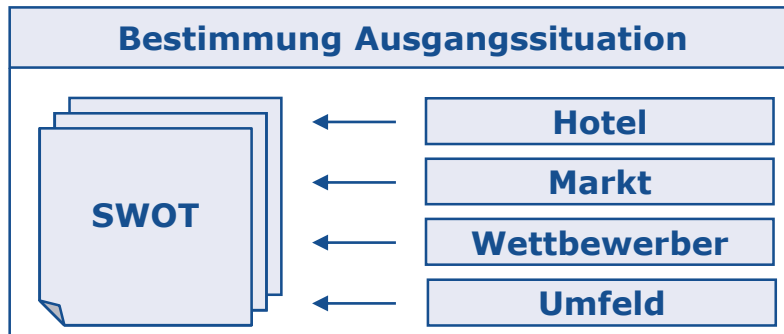 Bestimmung Ausgangssituation
SWOT
Hotel
Markt
Wettbewerber
Umfeld